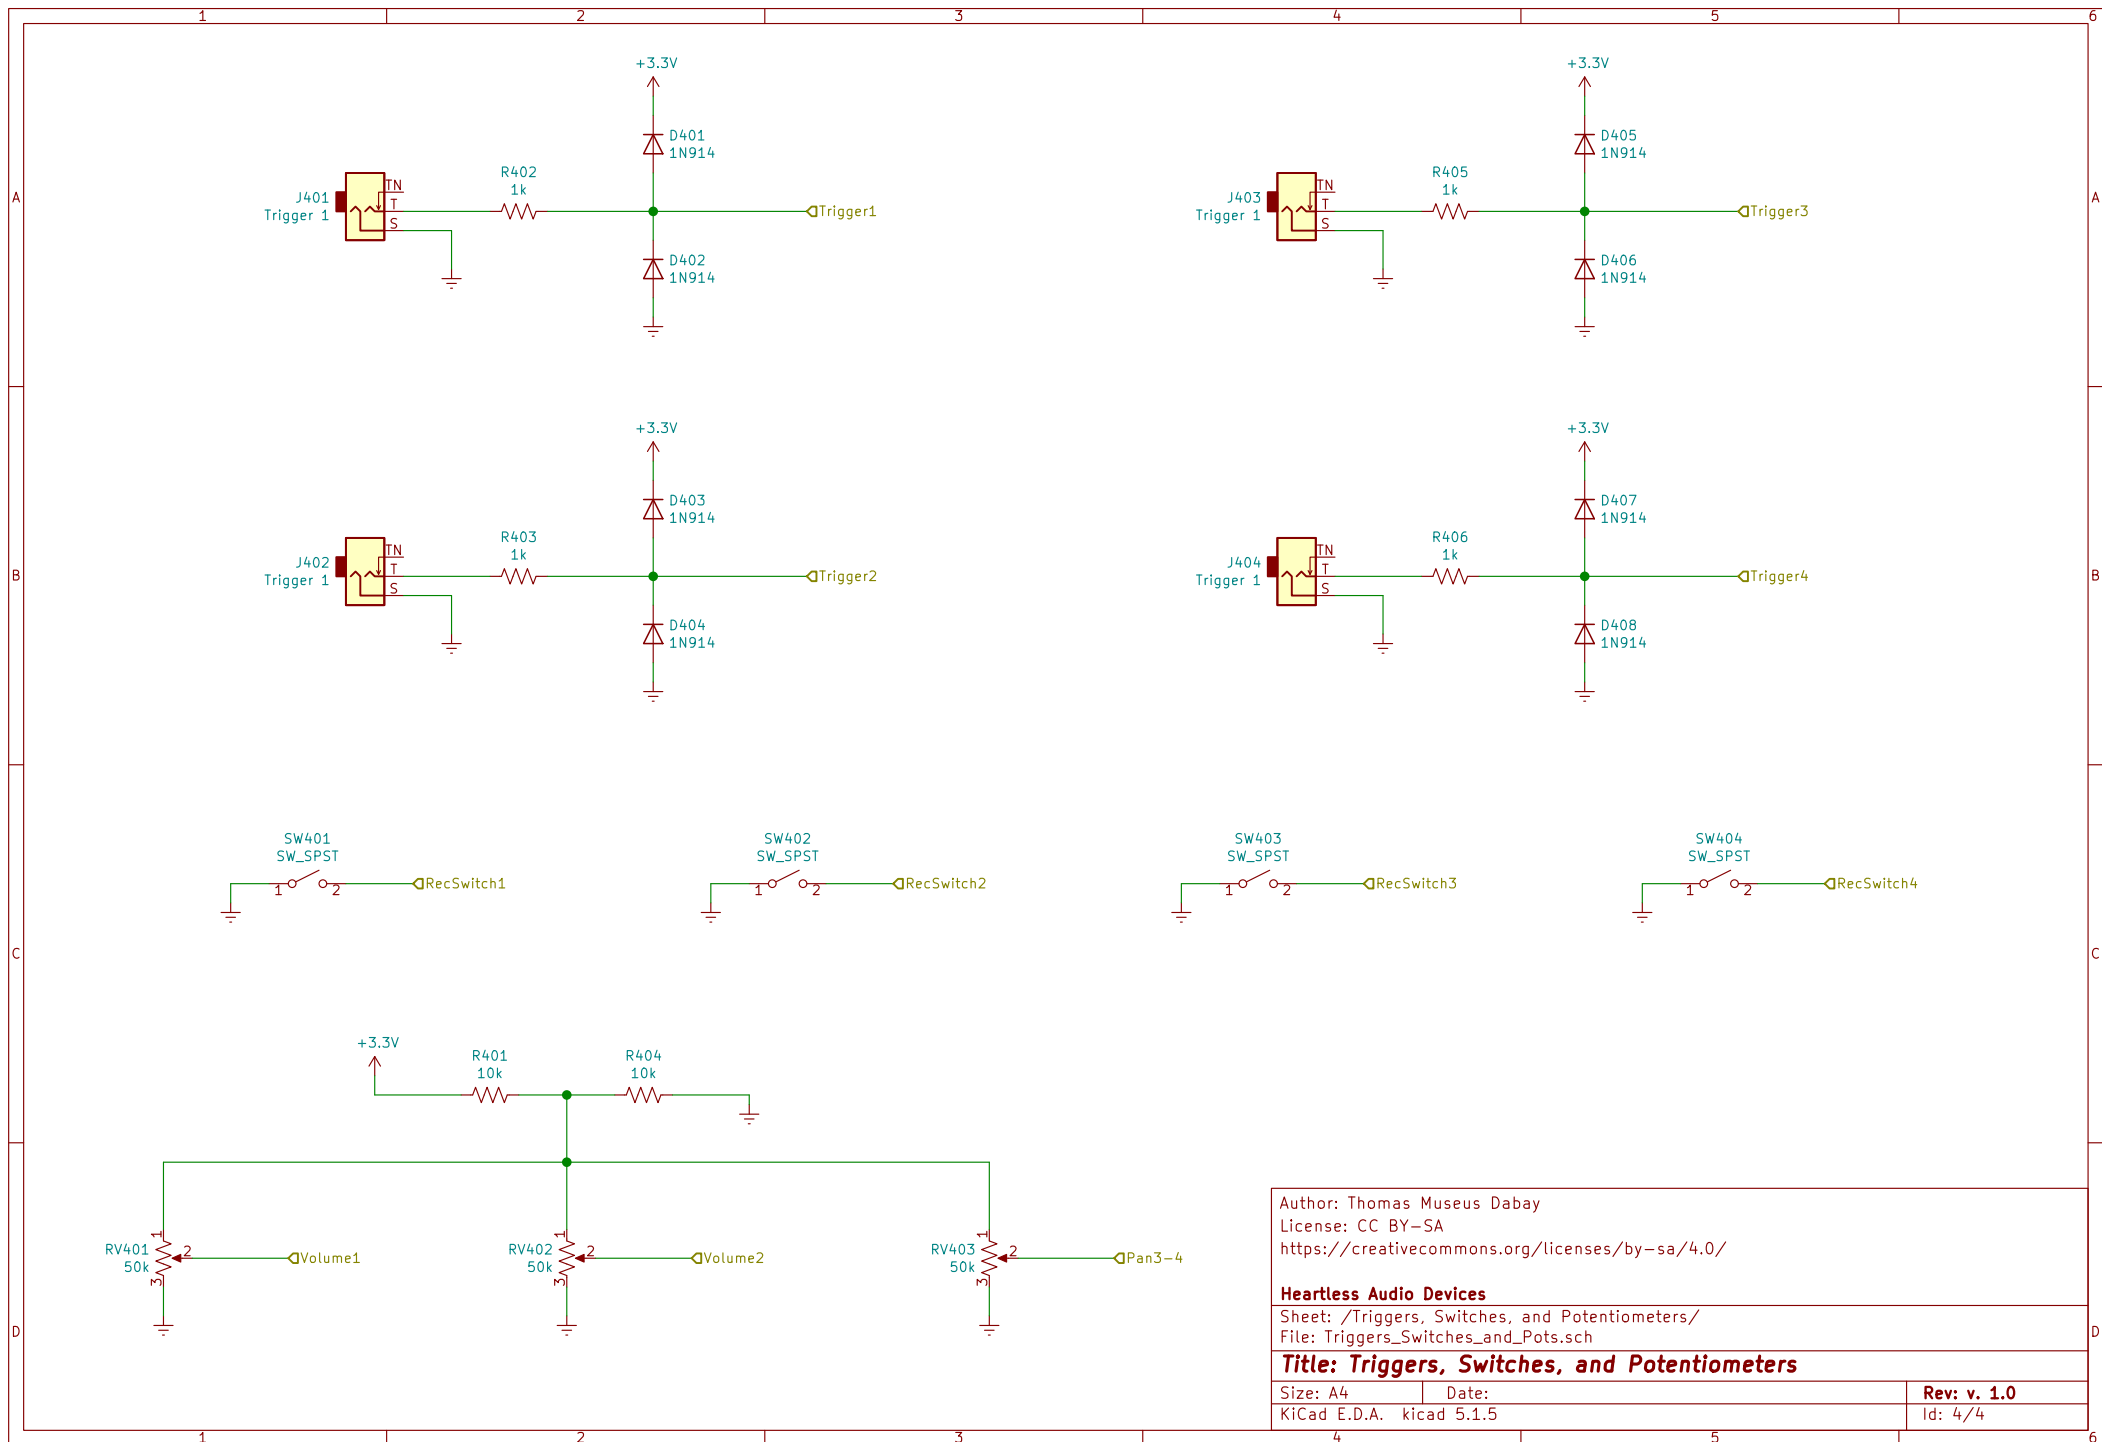 1 2 3 4 5 6
+3.3V +3.3V
D401 D405
1N914 1N914
R402 R405
1k 1k
TN TN
A J401 T J403 T A
Trigger 1 Trigger1 Trigger 1 Trigger3
S S
D402 D406
1N914 1N914
+3.3V +3.3V
D403 D407
1N914 1N914
R403 R406
1k 1k
TN TN
J402 T J404 T
B Trigger 1 Trigger2 Trigger 1 Trigger4 B
S S
D404 D408
1N914 1N914
SW401 SW402 SW403 SW404
SW_SPST SW_SPST SW_SPST SW_SPST
1 2 RecSwitch1 1 2 RecSwitch2 1 2 RecSwitch3 1 2 RecSwitch4
C C
+3.3V
R401 R404
10k 10k
1 1 1
RV401 2 Volume1 RV402 2 Volume2 RV403 2 Pan3-4
50k 50k 50k
3 3 3
Author: Thomas Museus Dabay
License: CC BY-SA
https://creativecommons.org/licenses/by-sa/4.0/
Heartless Audio Devices
Sheet: /Triggers, Switches, and Potentiometers/
D D
File: Triggers_Switches_and_Pots.sch
Title: Triggers, Switches, and Potentiometers
Size: A4 Date: Rev: v. 1.0
KiCad E.D.A. kicad 5.1.5 Id: 4/4
1 2 3 4 5 6